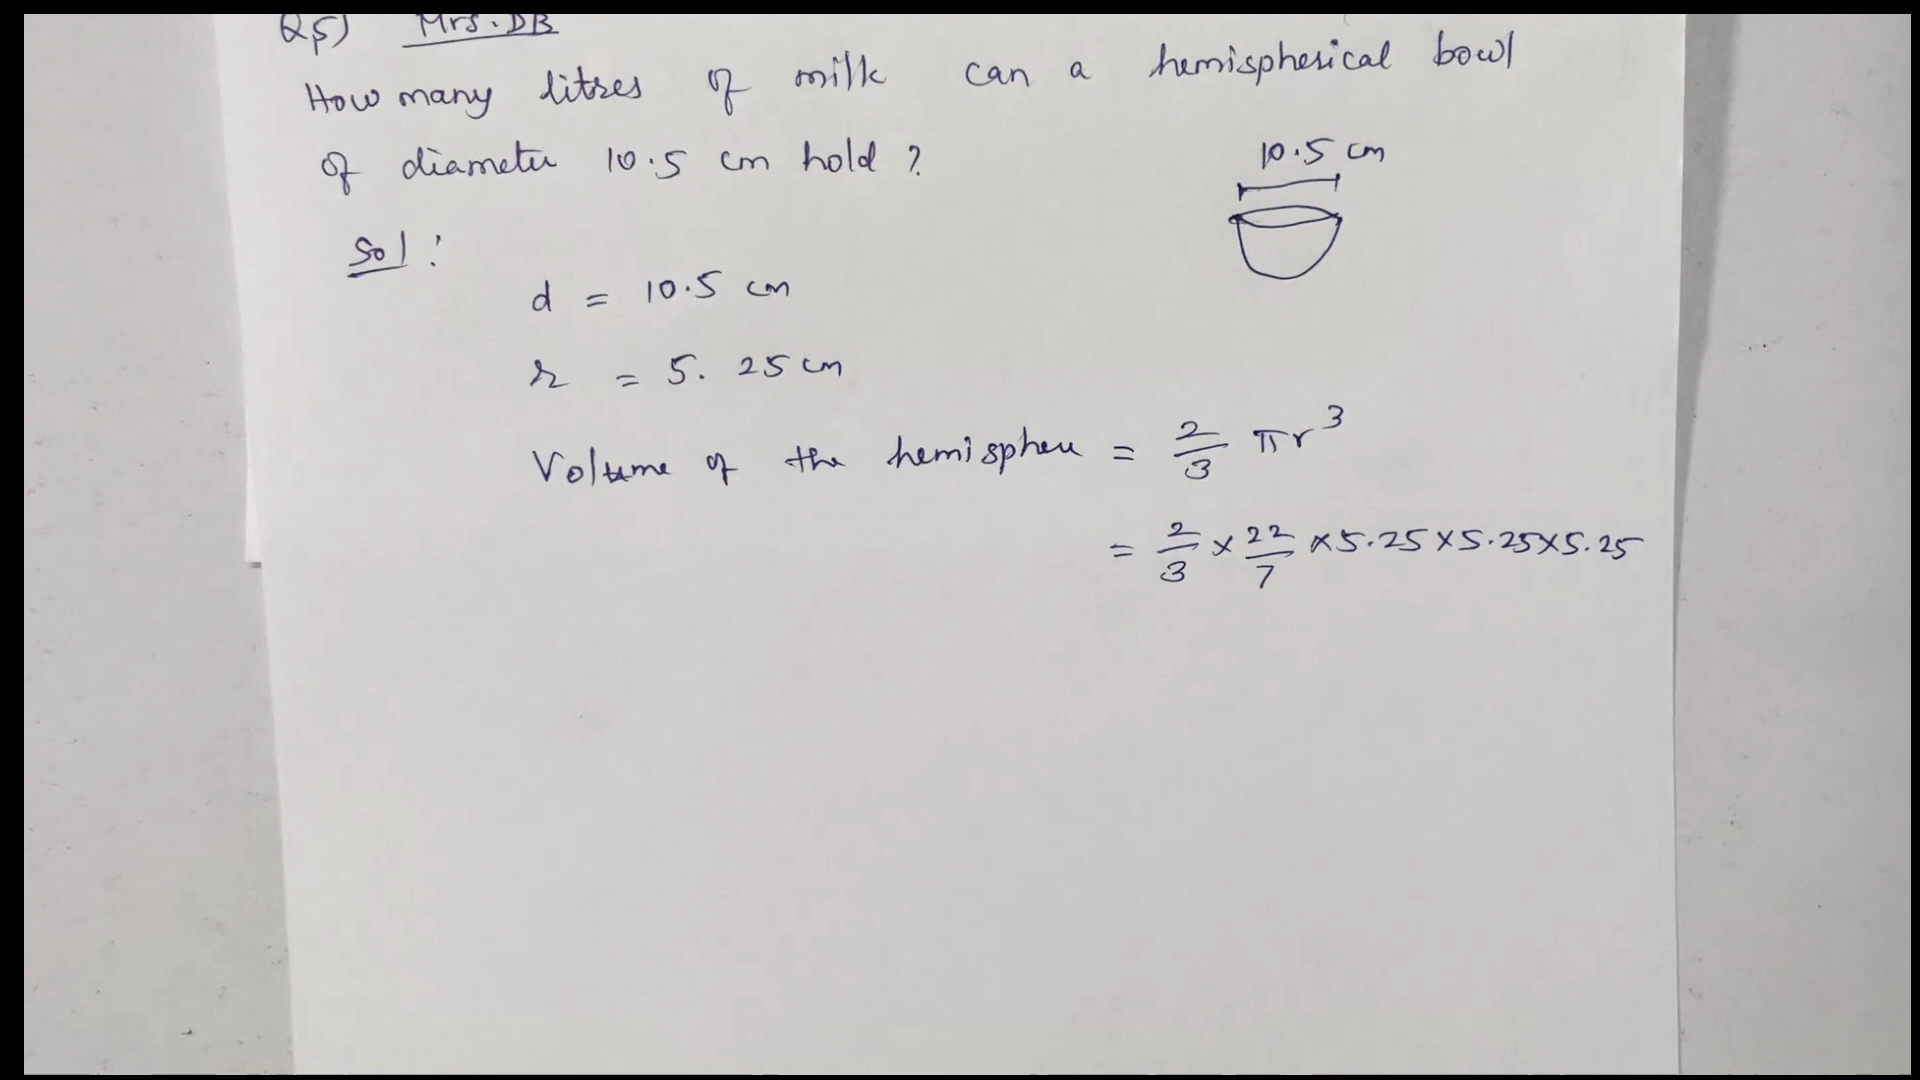 Q5) Mrs. DB
How many litres of milk can a hemispherical bowl
of diameter 10.5 cm hold ?
10.5 cm
Sol :
d = 10.5 cm
r = 5.25 cm
Volume of the hemisphere = 2/3 πr³
= 2/3 × 22/7 × 5.25 × 5.25 × 5.25